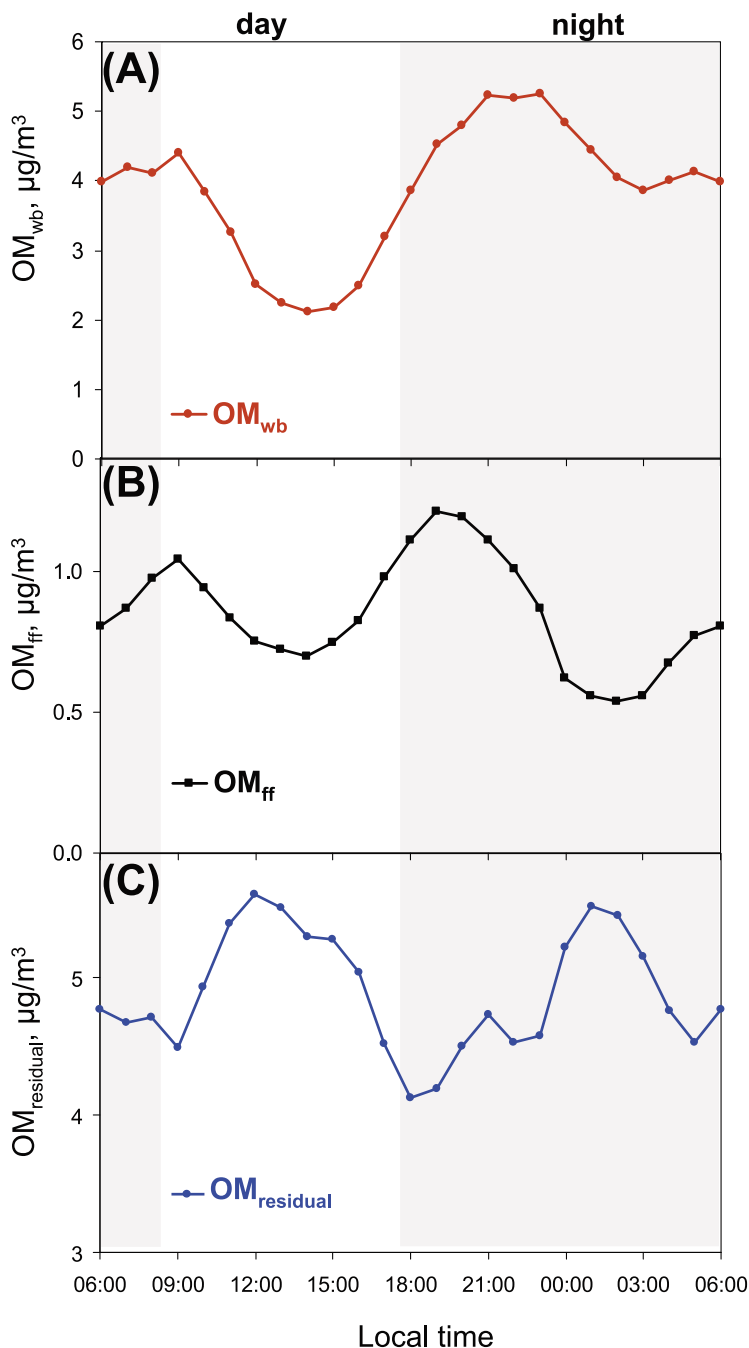 day night
(A)
6
5
4
3
2
1
0
OMwb, µg/m³
OMwb
(B)
1.0
0.5
0.0
OMff, µg/m³
OMff
(C)
5
4
3
OMresidual, µg/m³
OMresidual
06:00 09:00 12:00 15:00 18:00 21:00 00:00 03:00 06:00
Local time